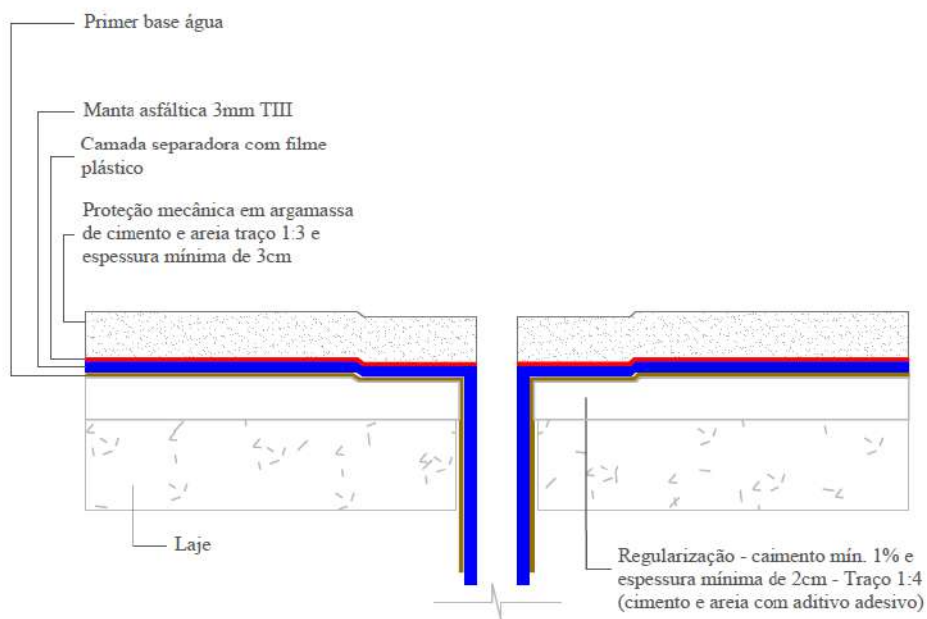 Primer base água
Manta asfáltica 3mm TIII
Camada separadora com filme
plástico
Proteção mecânica em argamassa
de cimento e areia traço 1:3 e
espessura mínima de 3cm
Laje
Regularização - caimento mín. 1% e
espessura mínima de 2cm - Traço 1:4
(cimento e areia com aditivo adesivo)